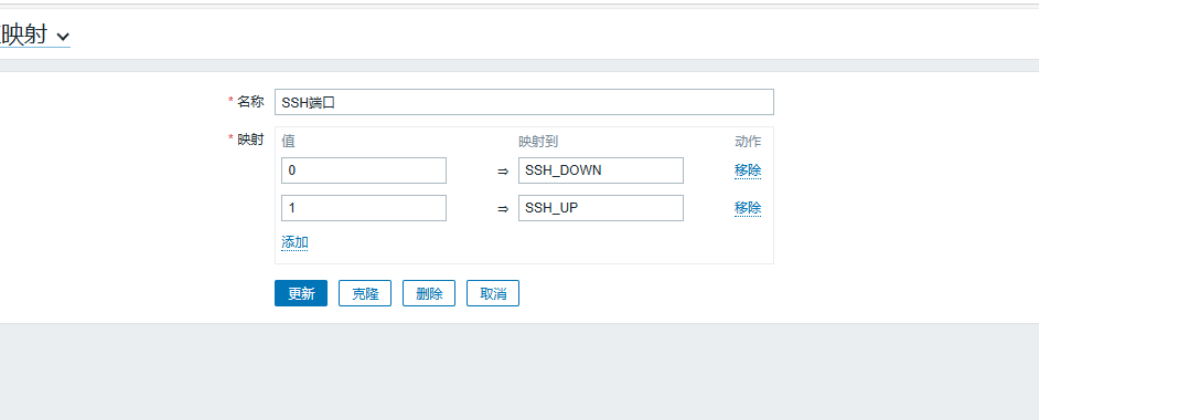 映射
* 名称 SSH端口
* 映射 值 映射到 动作
0 ⇒ SSH_DOWN 移除
1 ⇒ SSH_UP 移除
添加
更新 克隆 删除 取消